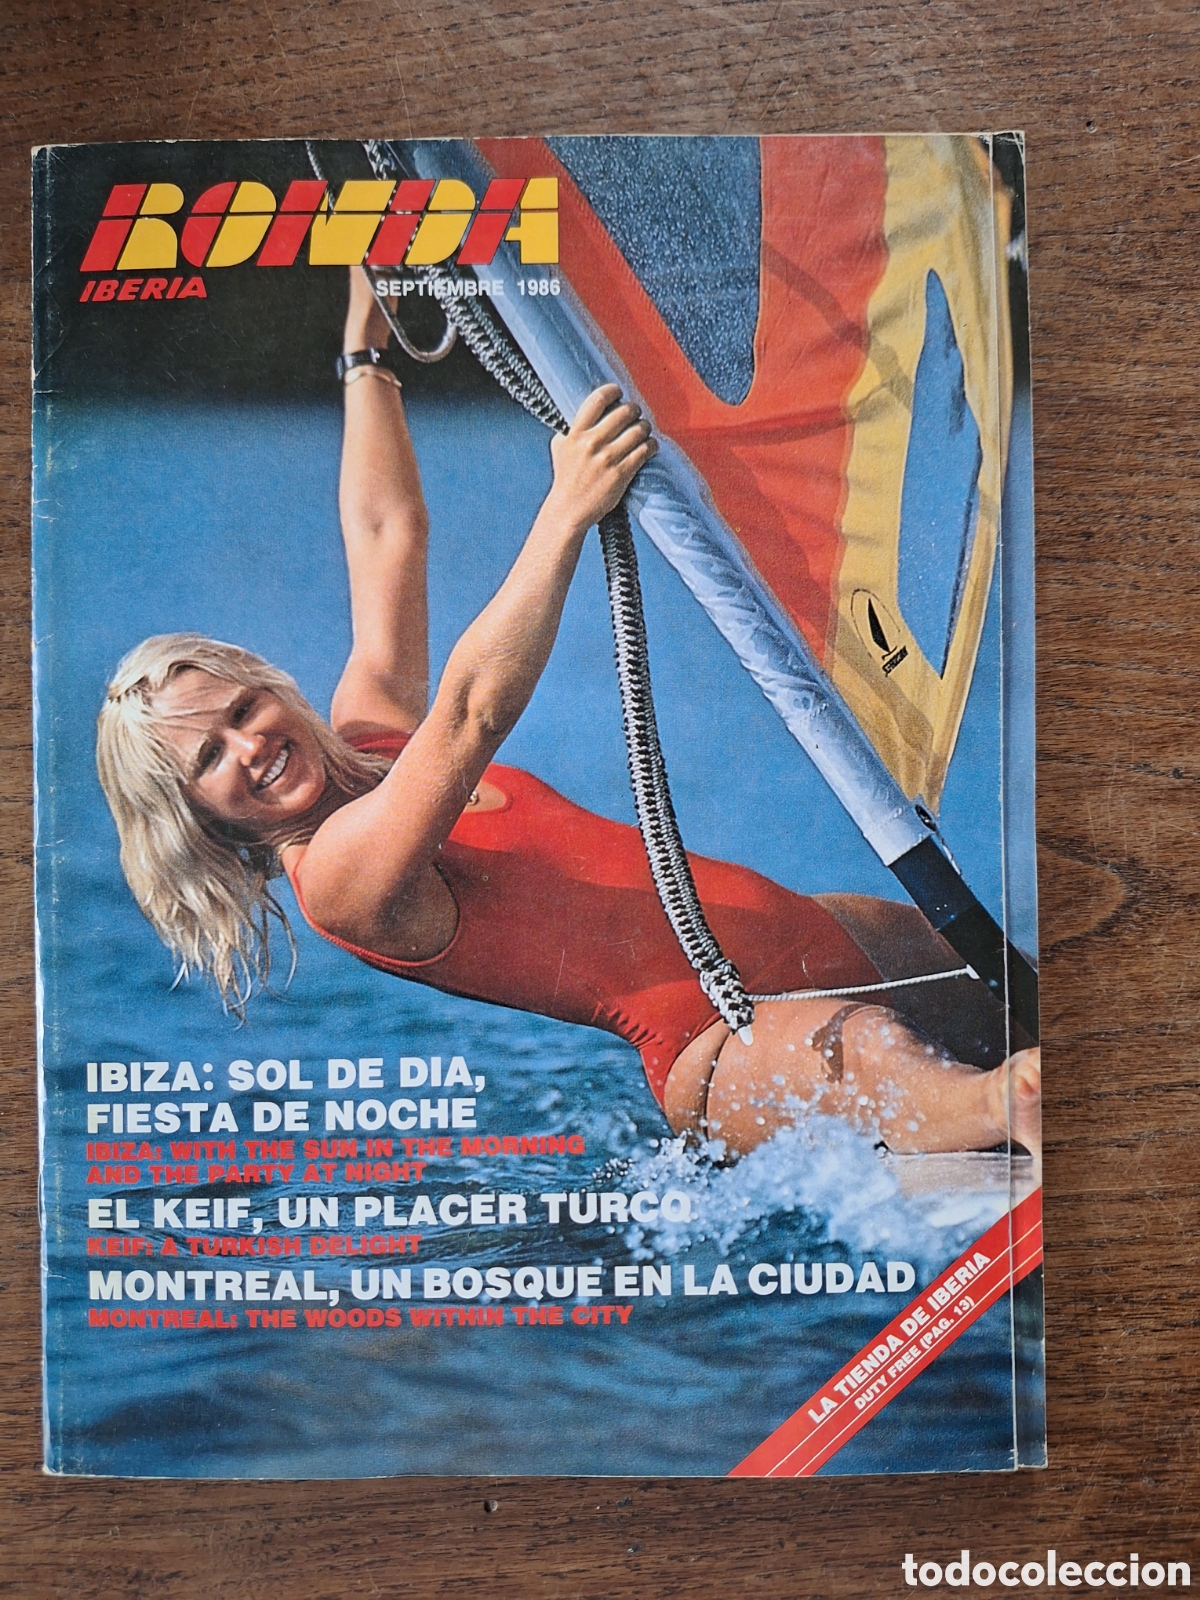 RONDA
IBERIA
SEPTIEMBRE 1986
IBIZA: SOL DE DIA,
FIESTA DE NOCHE
IBIZA: WITH THE SUN IN THE MORNING
AND THE PARTY AT NIGHT
EL KEIF, UN PLACER TURCO
KEIF: A TURKISH DELIGHT
MONTREAL, UN BOSQUE EN LA CIUDAD
MONTREAL: THE WOODS WITHIN THE CITY
LA TIENDA DE IBERIA
DUTY FREE (PAG. 13)
todocoleccion